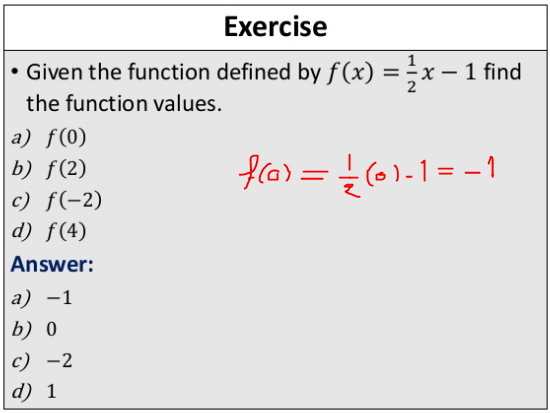 Exercise
• Given the function defined by f(x) = 1/2 x − 1 find
the function values.
a) f(0)
b) f(2)
f(0) = 1/2 (0) - 1 = -1
c) f(−2)
d) f(4)
Answer:
a) −1
b) 0
c) −2
d) 1